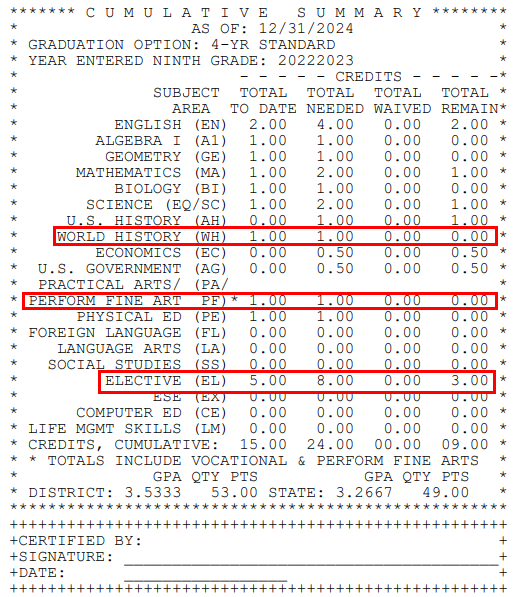 ******* C U M U L A T I V E   S U M M A R Y ********
*                  AS OF: 12/31/2024               *
* GRADUATION OPTION: 4-YR STANDARD                 *
* YEAR ENTERED NINTH GRADE: 20222023               *
*                       - - - - - CREDITS - - - - -*
*              SUBJECT  TOTAL  TOTAL  TOTAL  TOTAL *
*                AREA  TO DATE NEEDED WAIVED REMAIN*
*          ENGLISH (EN)  2.00   4.00   0.00   2.00 *
*        ALGEBRA I (A1)  1.00   1.00   0.00   0.00 *
*         GEOMETRY (GE)  1.00   1.00   0.00   0.00 *
*      MATHEMATICS (MA)  1.00   2.00   0.00   1.00 *
*          BIOLOGY (BI)  1.00   1.00   0.00   0.00 *
*       SCIENCE (EQ/SC)  1.00   2.00   0.00   1.00 *
*     U.S. HISTORY (AH)  0.00   1.00   0.00   1.00 *
*    WORLD HISTORY (WH)  1.00   1.00   0.00   0.00 *
*        ECONOMICS (EC)  0.00   0.50   0.00   0.50 *
*  U.S. GOVERNMENT (AG)  0.00   0.50   0.00   0.50 *
*  PRACTICAL ARTS/ (PA/                            *
* PERFORM FINE ART  PF)* 1.00   1.00   0.00   0.00 *
*      PHYSICAL ED (PE)  1.00   1.00   0.00   0.00 *
* FOREIGN LANGUAGE (FL)  0.00   0.00   0.00   0.00 *
*    LANGUAGE ARTS (LA)  0.00   0.00   0.00   0.00 *
*   SOCIAL STUDIES (SS)  0.00   0.00   0.00   0.00 *
*         ELECTIVE (EL)  5.00   8.00   0.00   3.00 *
*              ESE (EX)  0.00   0.00   0.00   0.00 *
*      COMPUTER ED (CE)  0.00   0.00   0.00   0.00 *
* LIFE MGMT SKILLS (LM)  0.00   0.00   0.00   0.00 *
* CREDITS, CUMULATIVE:  15.00  24.00  00.00  09.00 *
* * TOTALS INCLUDE VOCATIONAL & PERFORM FINE ARTS  *
*              GPA QTY PTS           GPA QTY PTS   *
* DISTRICT: 3.5333   53.00 STATE: 3.2667   49.00   *
****************************************************
++++++++++++++++++++++++++++++++++++++++++++++++++++
+CERTIFIED BY:                                     +
+SIGNATURE: _______________________________________+
+DATE:      _________________                      +
++++++++++++++++++++++++++++++++++++++++++++++++++++